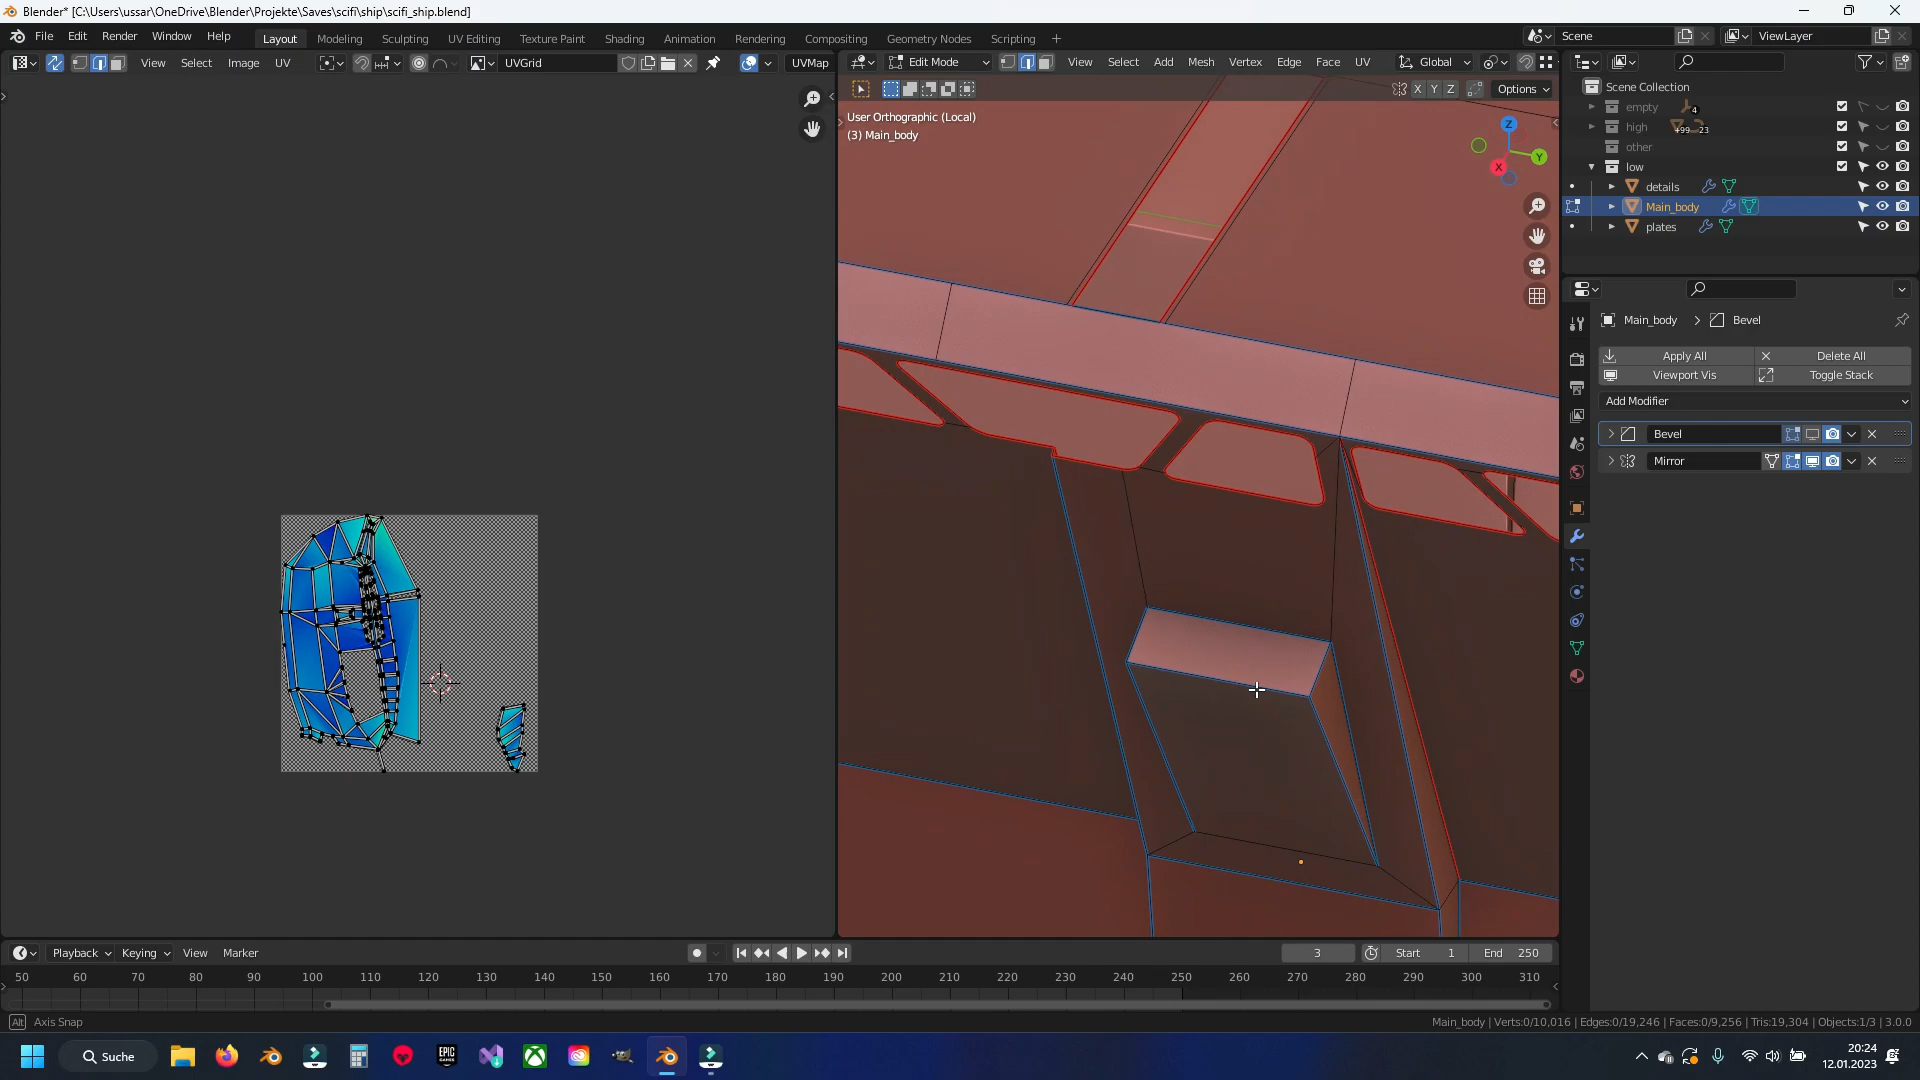 Blender* [C:\Users\ussar\OneDrive\Blender\Projekte\Saves\scifi\ship\scifi_ship.blend]
File Edit Render Window Help Layout Modeling Sculpting UV Editing Texture Paint Shading Animation Rendering Compositing Geometry Nodes Scripting + Scene ViewLayer
View Select Image UV UVGrid UVMap Edit Mode View Select Add Mesh Vertex Edge Face UV Global
X Y Z Options
Scene Collection
empty 4
high +99 23
other
low
details
Main_body
plates
User Orthographic (Local)
(3) Main_body
Z
Y
X
Main_body > Bevel
Apply All Delete All
Viewport Vis Toggle Stack
Add Modifier
Bevel
Mirror
Playback Keying View Marker 3 Start 1 End 250
50 60 70 80 90 100 110 120 130 140 150 160 170 180 190 200 210 220 230 240 250 260 270 280 290 300 310
Alt Axis Snap Main_body | Verts:0/10,016 | Edges:0/19,246 | Faces:0/9,256 | Tris:19,304 | Objects:1/3 | 3.0.0
Suche EPIC GAMES 20:24
12.01.2023